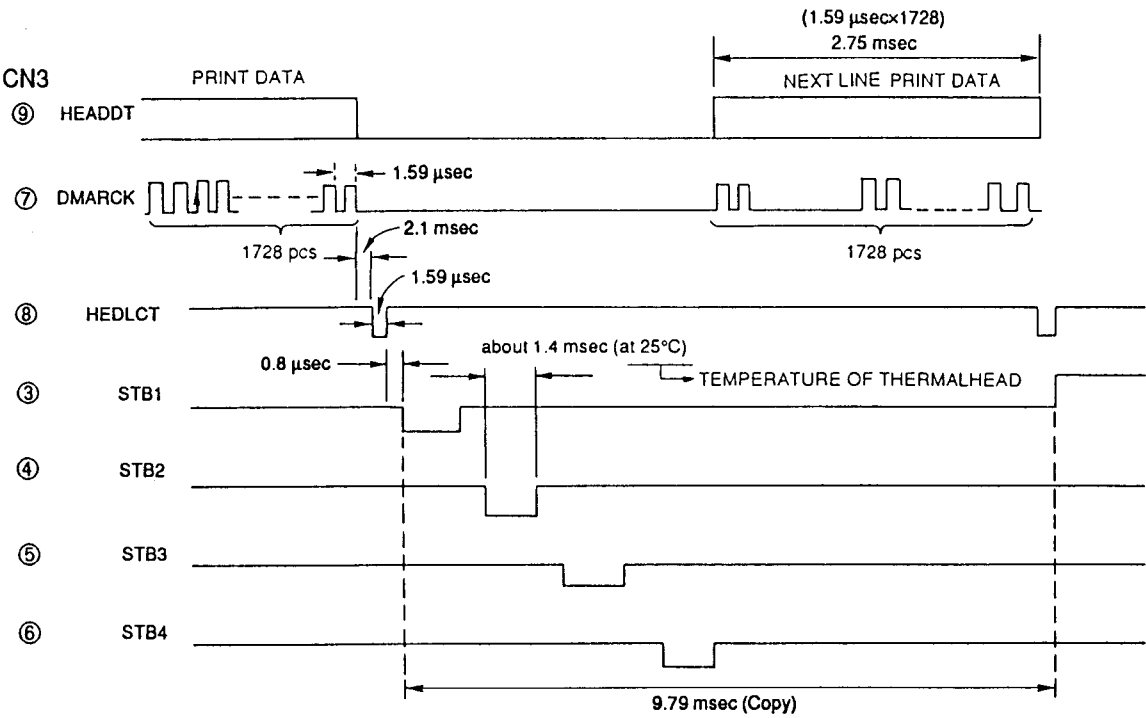 (1.59 μsec×1728)
2.75 msec
CN3
PRINT DATA
NEXT LINE PRINT DATA
⑨ HEADDT
1.59 μsec
⑦ DMARCK
1728 pcs
2.1 msec
1728 pcs
1.59 μsec
⑧ HEDLCT
0.8 μsec
about 1.4 msec (at 25°C)
TEMPERATURE OF THERMALHEAD
③ STB1
④ STB2
⑤ STB3
⑥ STB4
9.79 msec (Copy)